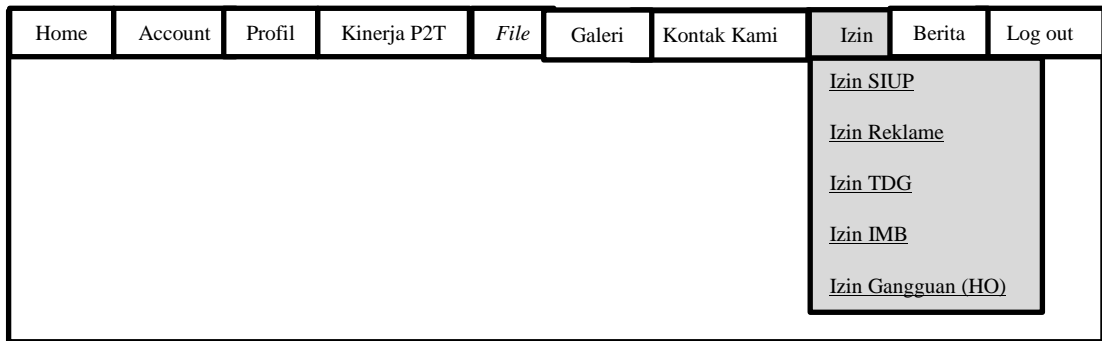 Home Account Profil Kinerja P2T File Galeri Kontak Kami Izin Berita Log out
Izin SIUP
Izin Reklame
Izin TDG
Izin IMB
Izin Gangguan (HO)